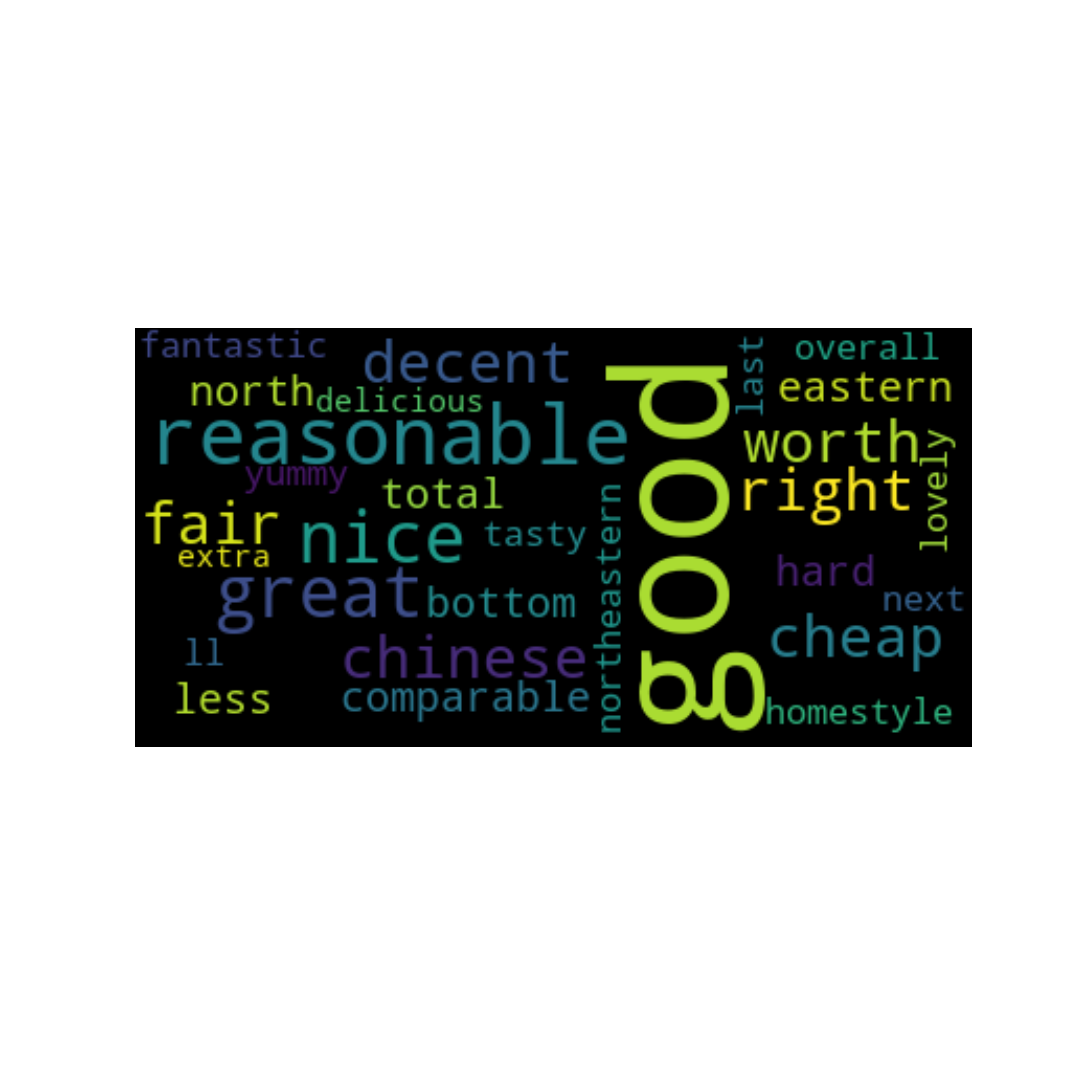 fantastic
decent
north
delicious
reasonable
yummy
total
fair
nice
tasty
extra
great
bottom
ll
chinese
less
comparable
northeastern
good
last
overall
eastern
worth
lovely
right
hard
next
cheap
homestyle